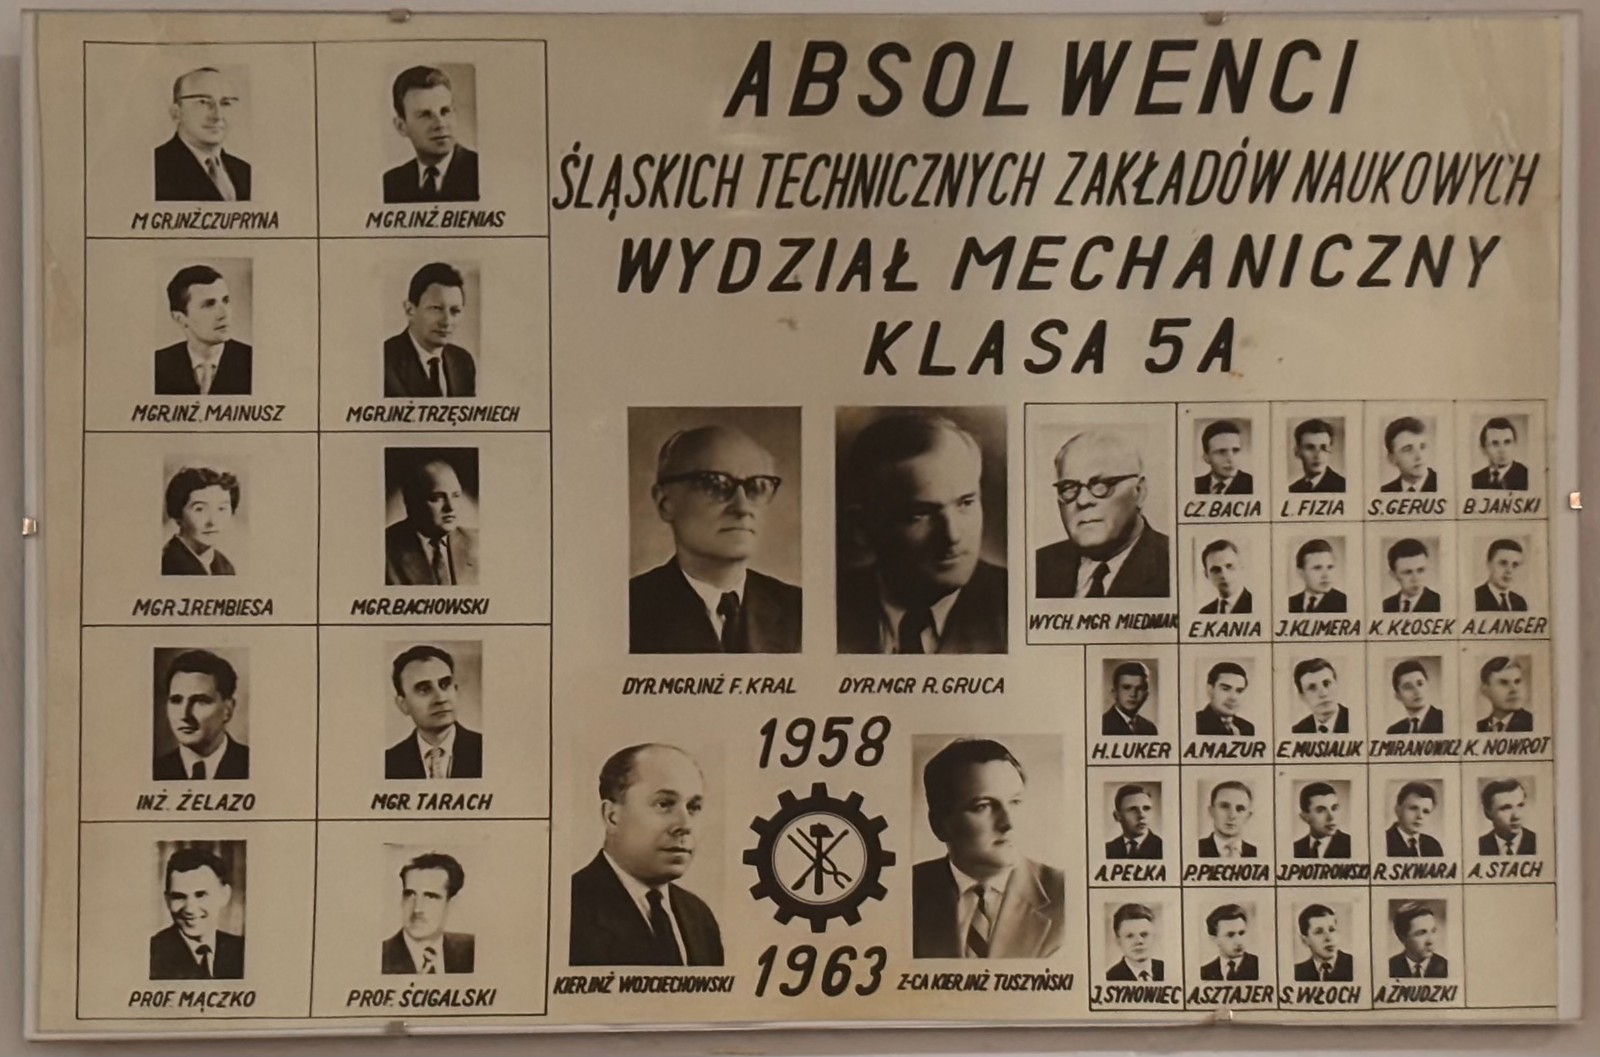 ABSOLWENCI
ŚLĄSKICH TECHNICZNYCH ZAKŁADÓW NAUKOWYCH
WYDZIAŁ MECHANICZNY
KLASA 5A
MGR.INŻ.CZUPRYNA
MGR.INŻ.BIENIAS
MGR.INŻ.MAINUSZ
MGR.INŻ.TRZĘSIMIECH
MGR J.REMBIESA
MGR.BACHOWSKI
INŻ. ŻELAZO
MGR. TARACH
PROF. MĄCZKO
PROF. ŚCIGALSKI
DYR.MGR.INŻ F.KRAL
DYR.MGR R.GRUCA
WYCH. MGR MIEDNIAK
1958
1963
KIER.INŻ WOJCIECHOWSKI
Z-CA KIER.INŻ TUSZYŃSKI
CZ.BACIA
L.FIZIA
S.GERUS
B.JAŃSKI
E.KANIA
J.KLIMERA
K.KŁOSEK
A.LANGER
H.LUKER
A.MAZUR
E.MUSIALIK
T.MIRANOWICZ
K.NOWROT
A.PEŁKA
P.PIECHOTA
J.PIOTROWSKI
R.SKWARA
A.STACH
J.SYNOWIEC
A.SZTAJER
S.WŁOCH
A.ŻMUDZKI